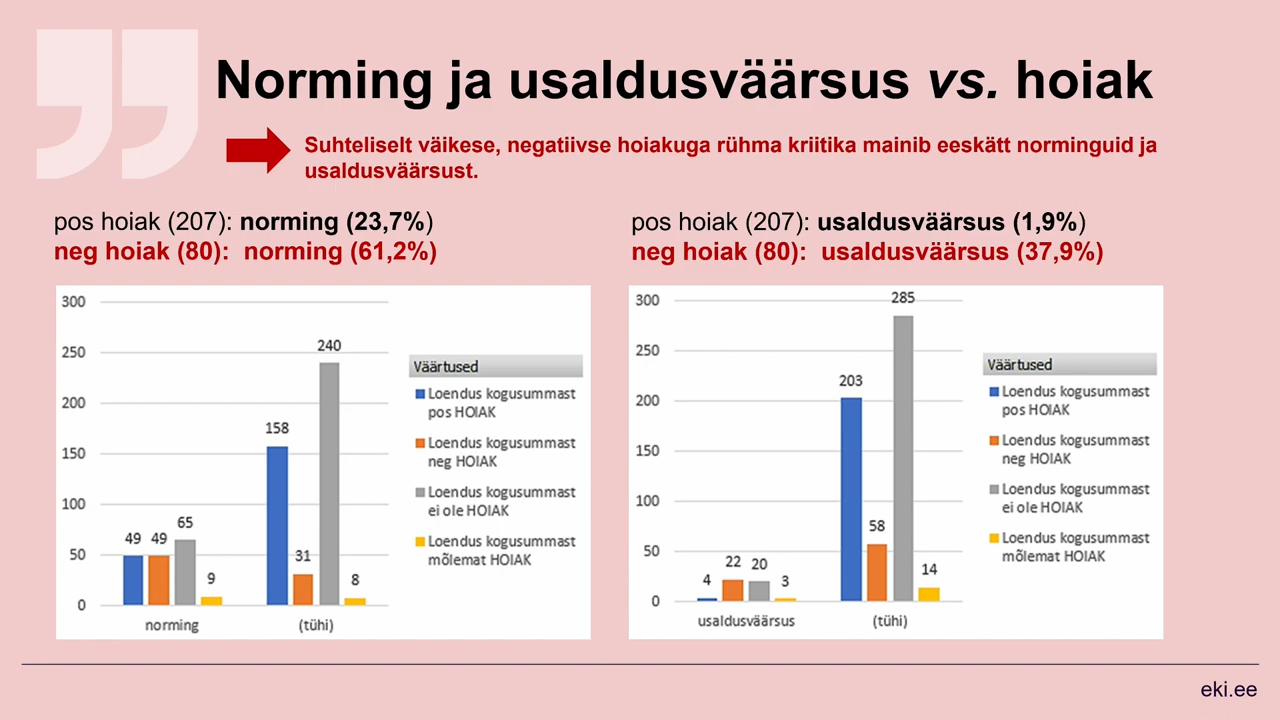 Norming ja usaldusväärsus vs. hoiak
Suhteliselt väikese, negatiivse hoiakuga rühma kriitika mainib eeskätt norminguid ja
usaldusväärsust.
pos hoiak (207): norming (23,7%)
neg hoiak (80): norming (61,2%)
pos hoiak (207): usaldusväärsus (1,9%)
neg hoiak (80): usaldusväärsus (37,9%)
300
250
200
150
100
50
0
49
49
65
9
158
31
240
8
norming
(tühi)
Väärtused
Loendus kogusummast
pos HOIAK
Loendus kogusummast
neg HOIAK
Loendus kogusummast
ei ole HOIAK
Loendus kogusummast
mõlemat HOIAK
300
250
200
150
100
50
0
4
22
20
3
203
58
285
14
usaldusväärsus
(tühi)
Väärtused
Loendus kogusummast
pos HOIAK
Loendus kogusummast
neg HOIAK
Loendus kogusummast
ei ole HOIAK
Loendus kogusummast
mõlemat HOIAK
eki.ee